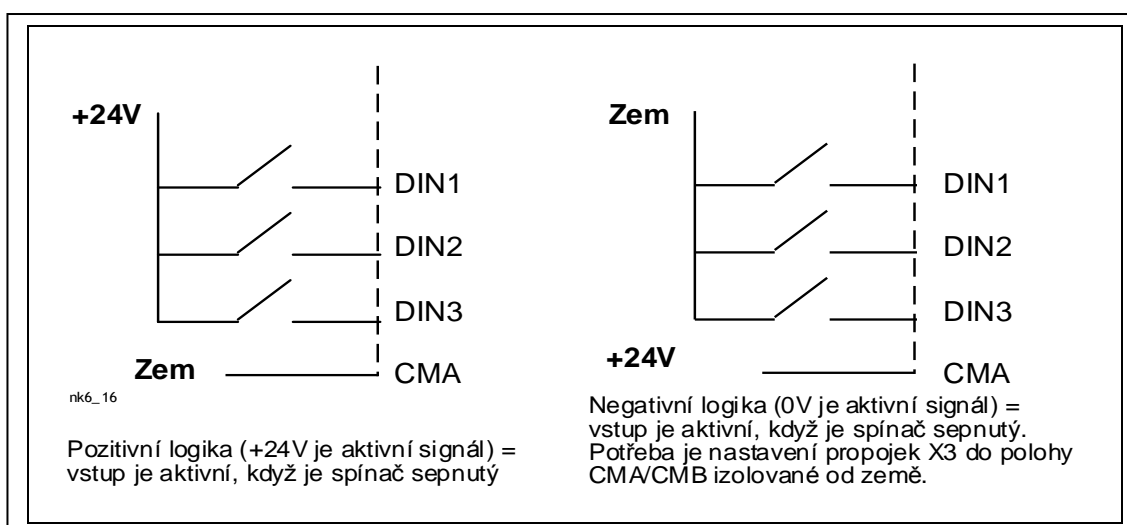 +24V
DIN1
DIN2
DIN3
Zem
CMA
nk6_16
Pozitivní logika (+24V je aktivní signál) =
vstup je aktivní, když je spínač sepnutý
Zem
DIN1
DIN2
DIN3
+24V
CMA
Negativní logika (0V je aktivní signál) =
vstup je aktivní, když je spínač sepnutý.
Potřeba je nastavení propojek X3 do polohy
CMA/CMB izolované od země.